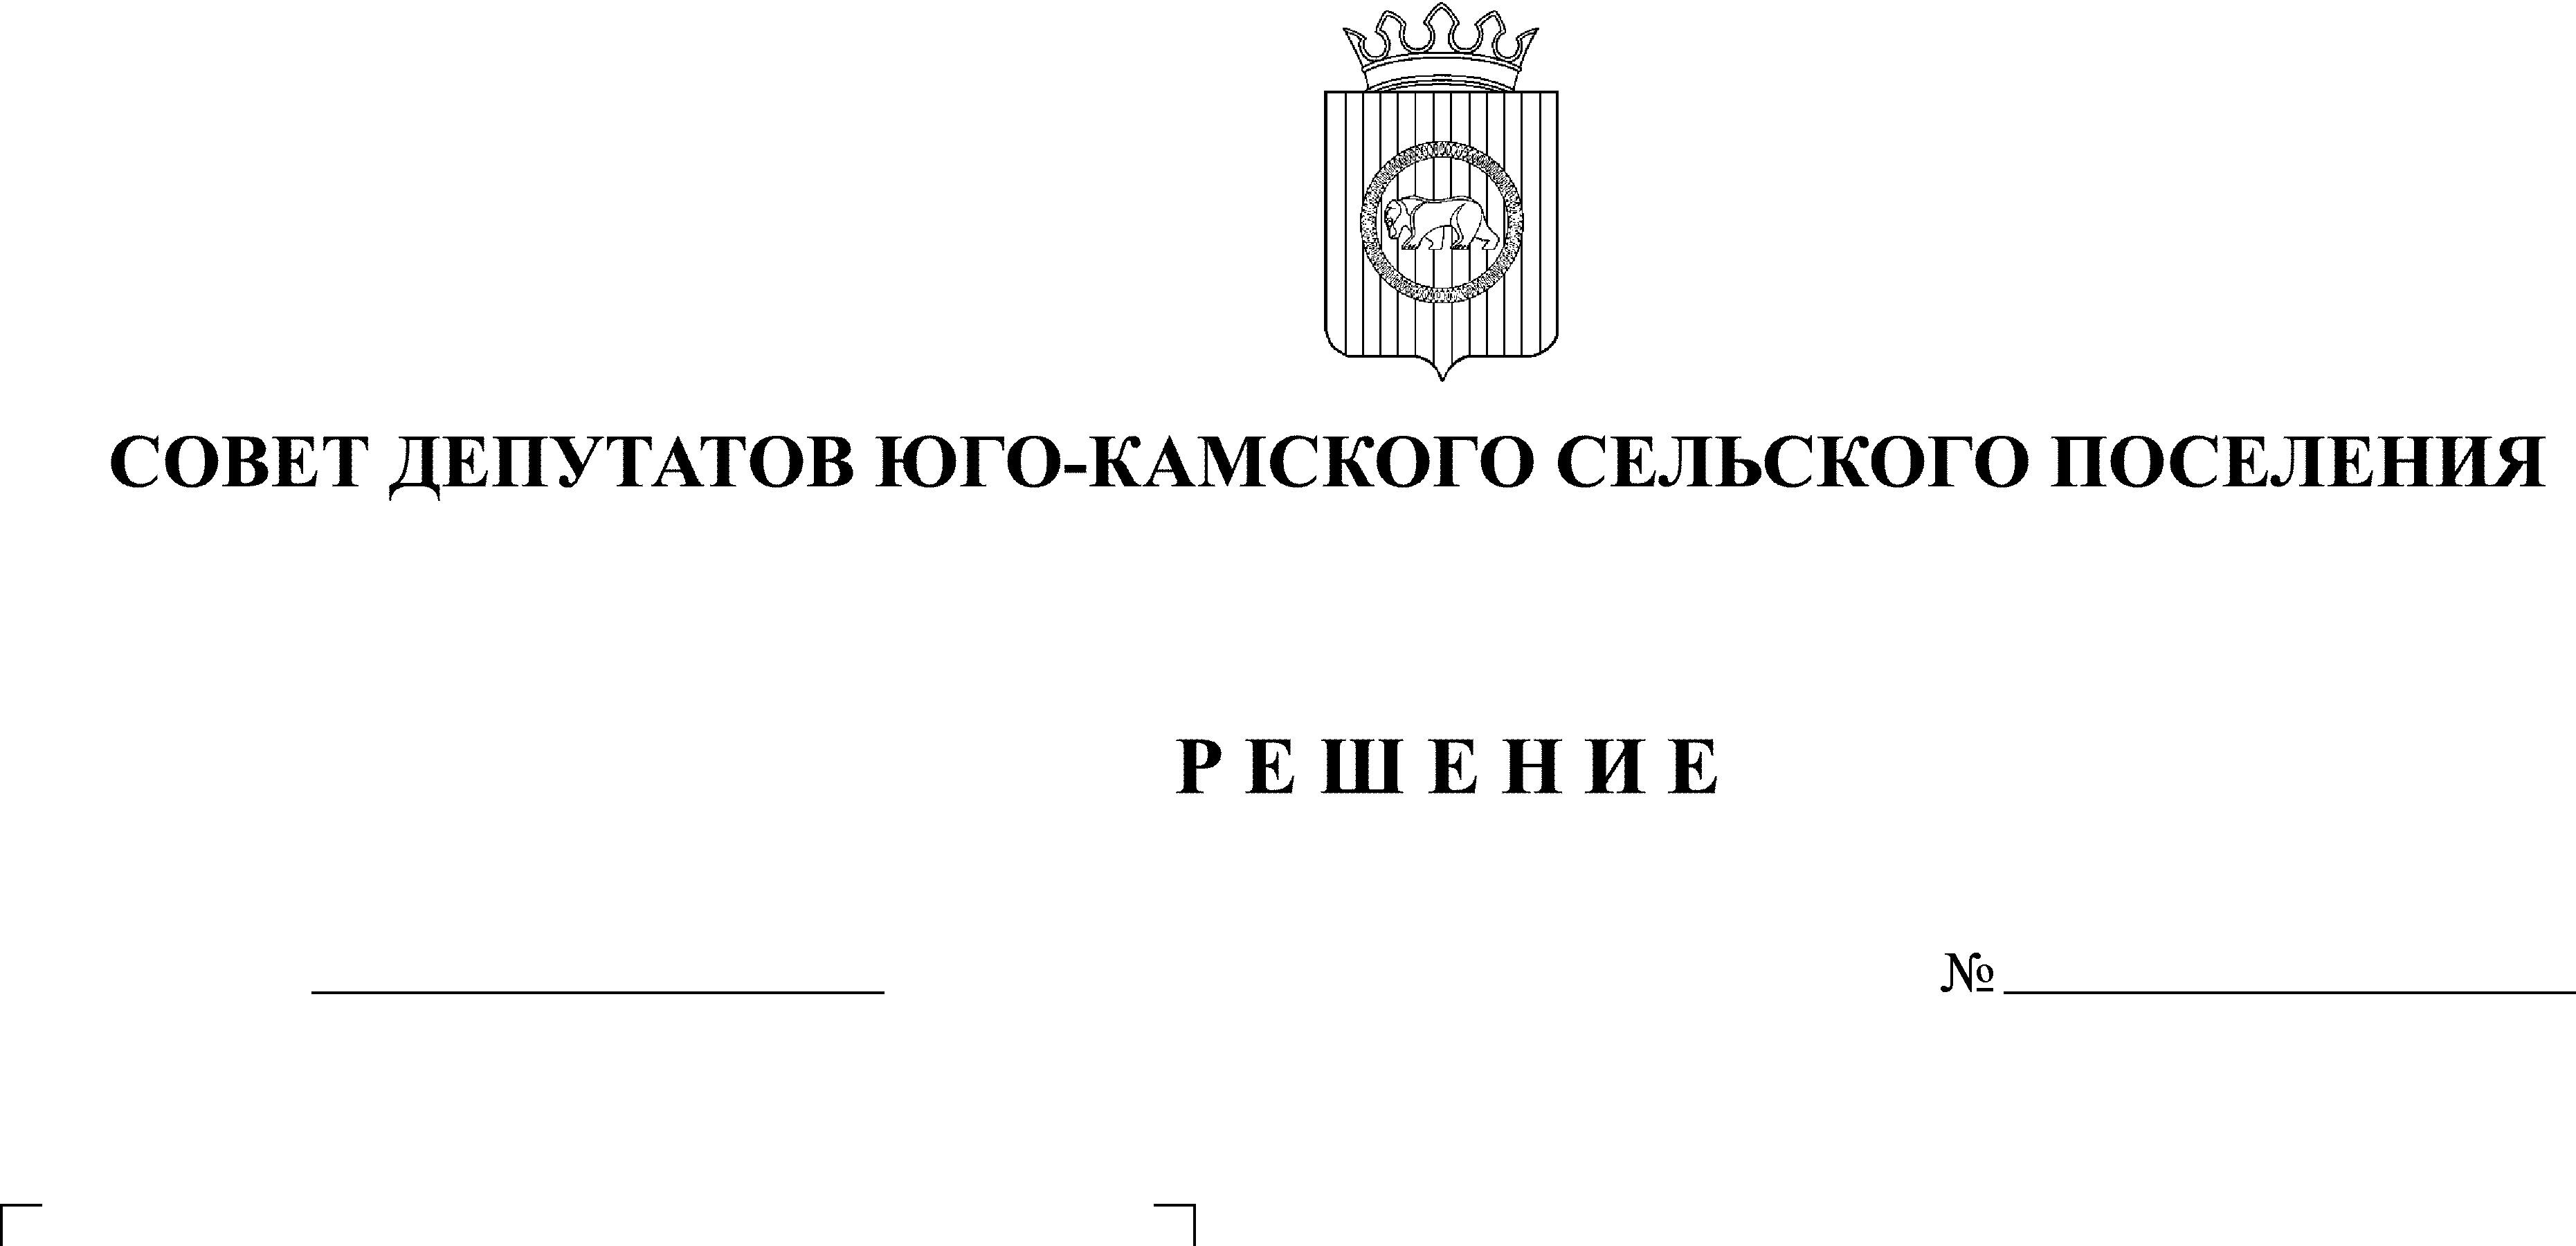 СОВЕТ ДЕПУТАТОВ ЮГО-КАМСКОГО СЕЛЬСКОГО ПОСЕЛЕНИЯ
Р Е Ш Е Н И Е
№